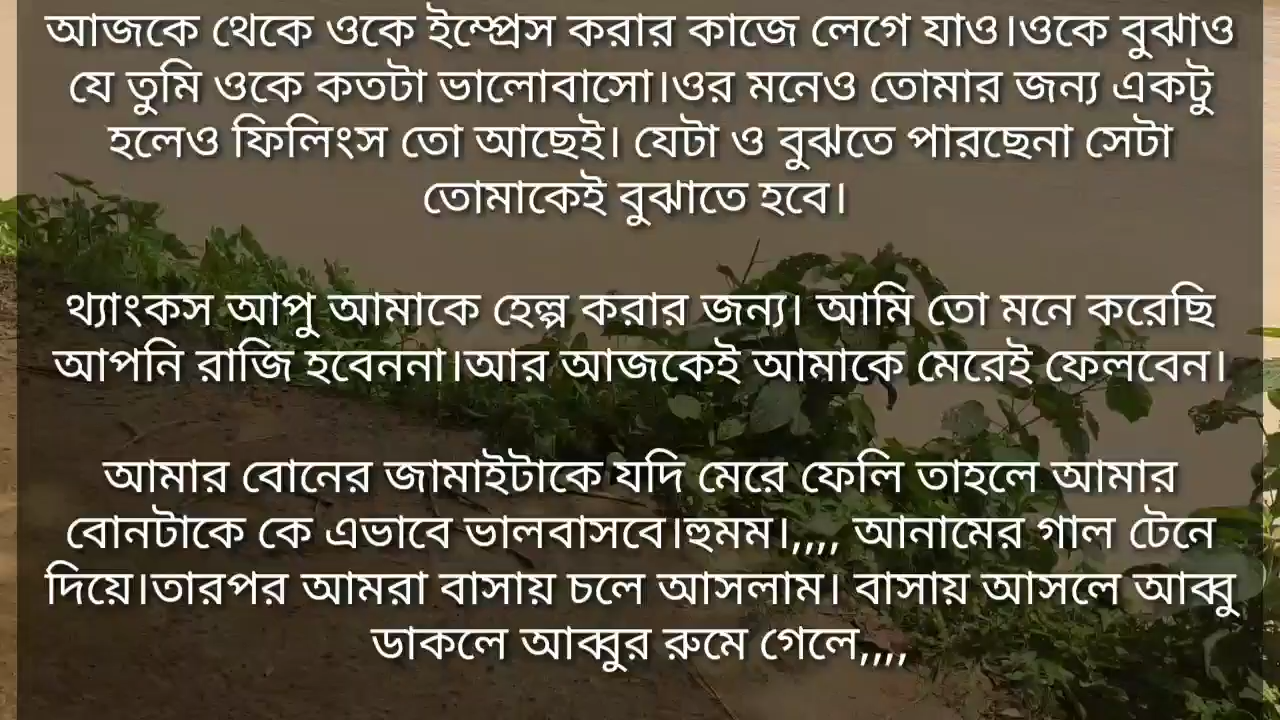 আজকে থেকে ওকে ইম্প্রেস করার কাজে লেগে যাও।ওকে বুঝাও
যে তুমি ওকে কতটা ভালোবাসো।ওর মনেও তোমার জন্য একটু
হলেও ফিলিংস তো আছেই। যেটা ও বুঝতে পারছেনা সেটা
তোমাকেই বুঝাতে হবে।
থ্যাংকস আপু আমাকে হেল্প করার জন্য। আমি তো মনে করেছি
আপনি রাজি হবেননা।আর আজকেই আমাকে মেরেই ফেলবেন।
আমার বোনের জামাইটাকে যদি মেরে ফেলি তাহলে আমার
বোনটাকে কে এভাবে ভালবাসবে।হুমম।,,,, আনামের গাল টেনে
দিয়ে।তারপর আমরা বাসায় চলে আসলাম। বাসায় আসলে আব্বু
ডাকলে আব্বুর রুমে গেলে,,,,